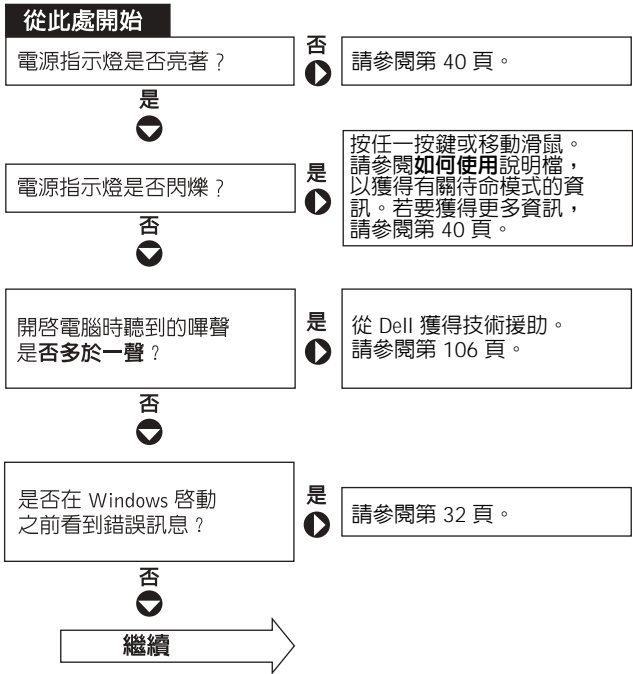 從此處開始
電源指示燈是否亮著？
否
請參閱第 40 頁。
是
電源指示燈是否閃爍？
是
按任一按鍵或移動滑鼠。
請參閱如何使用說明檔，
以獲得有關待命模式的資
訊。若要獲得更多資訊，
請參閱第 40 頁。
否
開啓電腦時聽到的嗶聲
是否多於一聲？
是
從 Dell 獲得技術援助。
請參閱第 106 頁。
否
是否在 Windows 啓動
之前看到錯誤訊息？
是
請參閱第 32 頁。
否
繼續